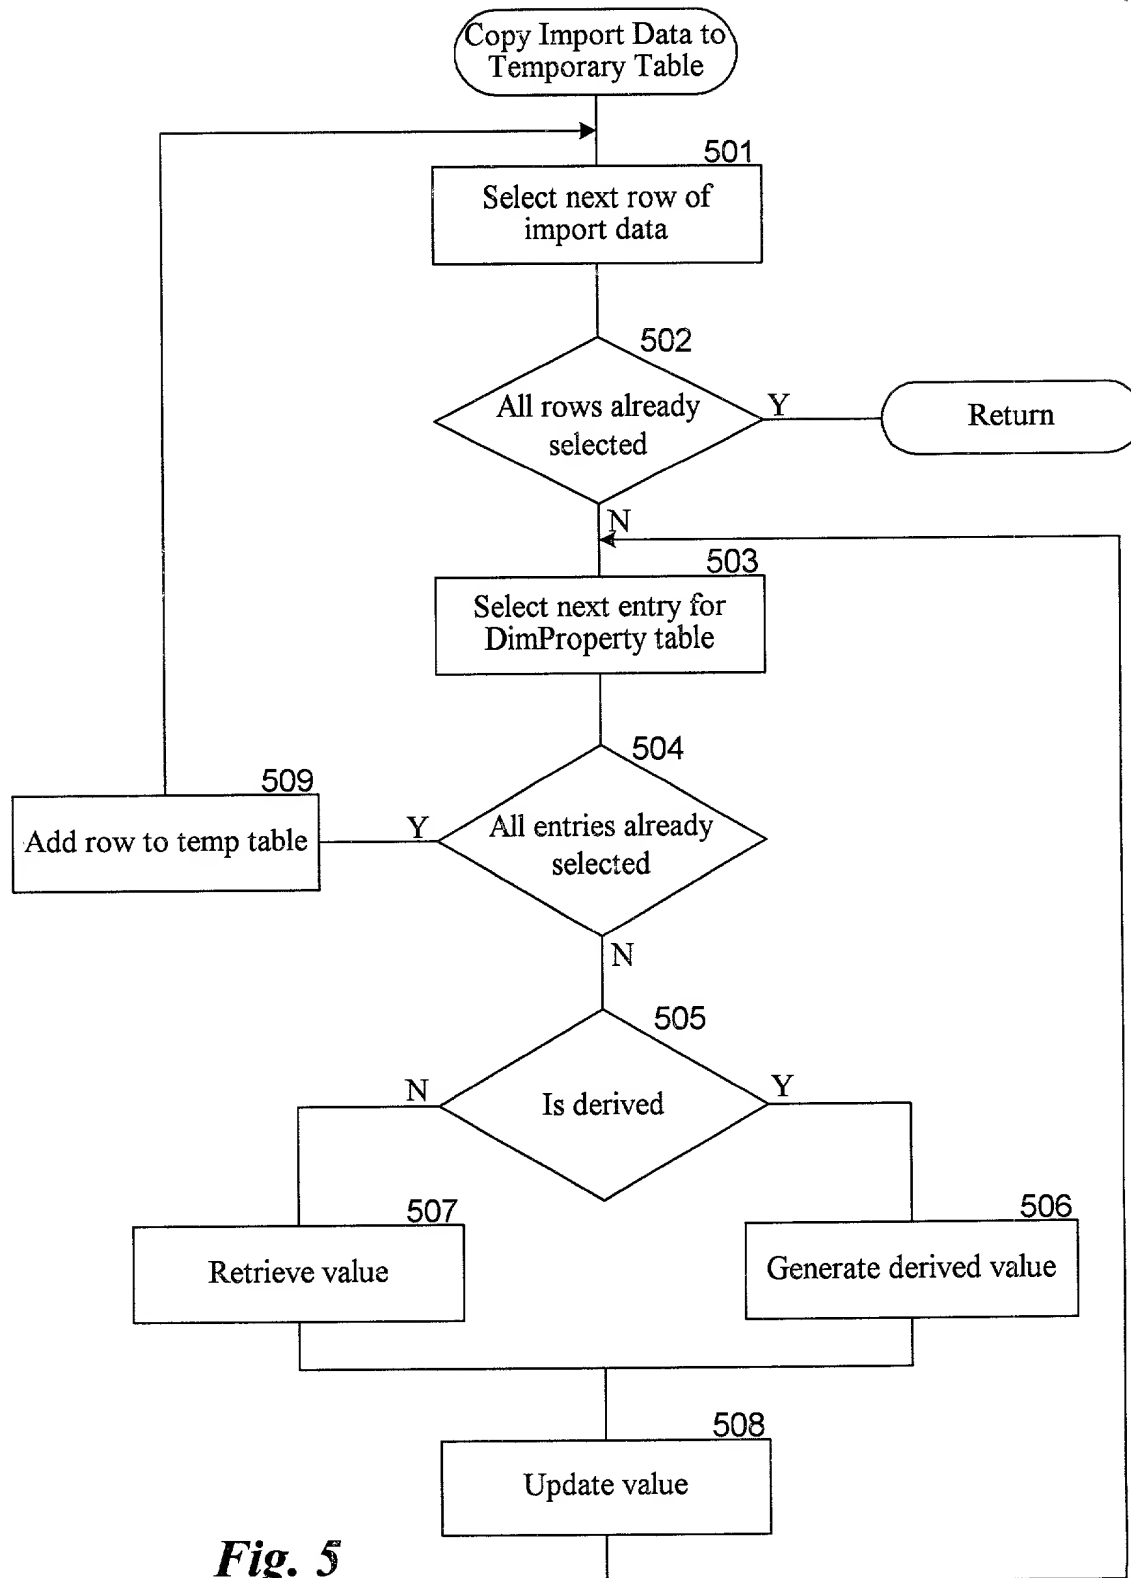 Copy Import Data to
Temporary Table
501
Select next row of
import data
502
All rows already
selected
Y
Return
N
503
Select next entry for
DimProperty table
504
All entries already
selected
Y
509
Add row to temp table
N
505
Is derived
N
Y
507
Retrieve value
506
Generate derived value
508
Update value
Fig. 5